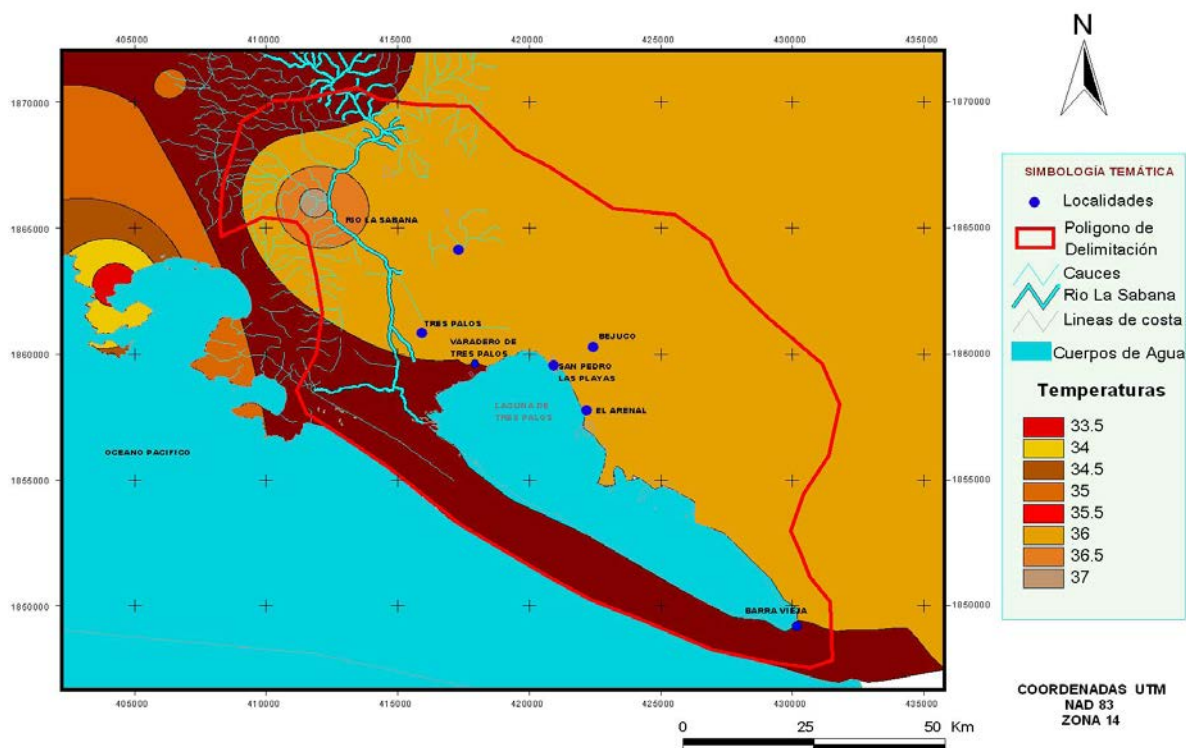 405000 410000 415000 420000 425000 430000 435000
1870000 1870000
1865000 1865000
1860000 1860000
1855000 1855000
1850000 1850000
RIO LA SABANA
TRES PALOS
VARADERO DE
TRES PALOS
BEJUCO
SAN PEDRO
LAS PLAYAS
LAGUNA DE
TRES PALOS
EL ARENAL
OCEANO PACIFICO
BARRA VIEJA
405000 410000 415000 420000 425000 430000 435000
0 25 50 Km
N
SIMBOLOGÍA TEMÁTICA
Localidades
Poligono de
Delimitación
Cauces
Rio La Sabana
Lineas de costa
Cuerpos de Agua
Temperaturas
33.5
34
34.5
35
35.5
36
36.5
37
COORDENADAS UTM
NAD 83
ZONA 14